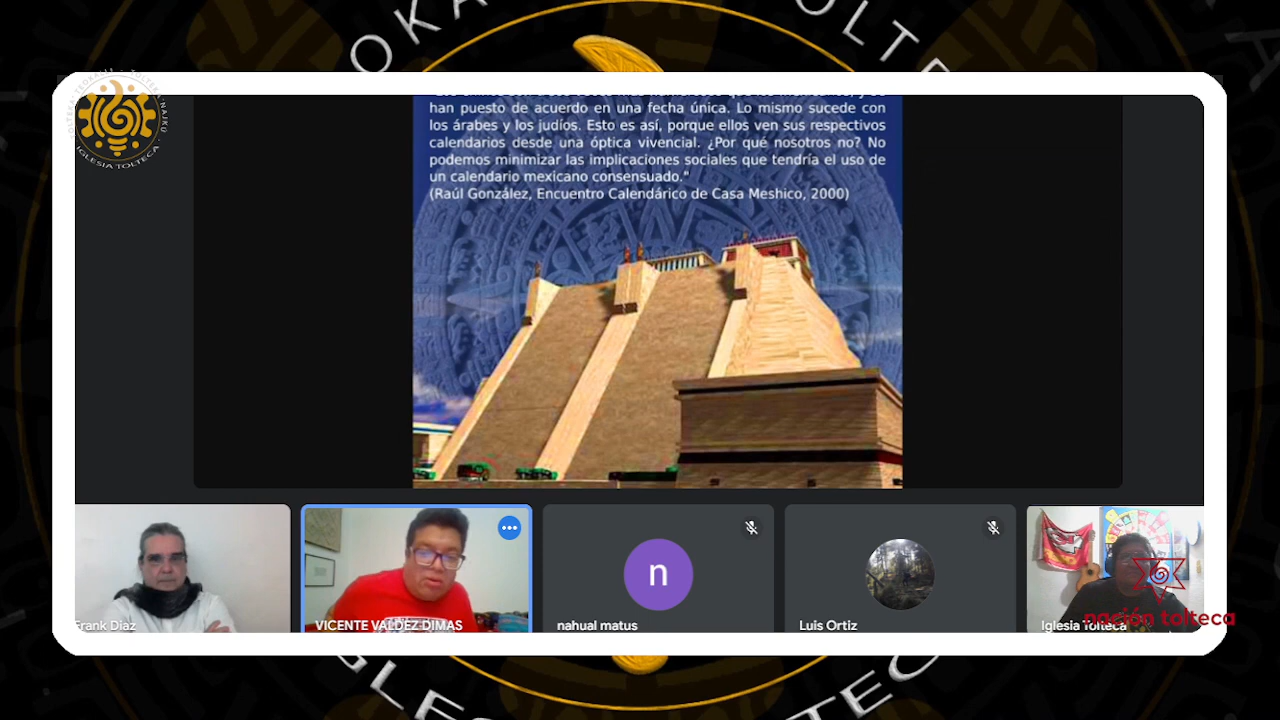 han puesto de acuerdo en una fecha única. Lo mismo sucede con
los árabes y los judíos. Esto es así, porque ellos ven sus respectivos
calendarios desde una óptica vivencial. ¿Por qué nosotros no? No
podemos minimizar las implicaciones sociales que tendría el uso de
un calendario mexicano consensuado."
(Raúl González, Encuentro Calendárico de Casa Meshico, 2000)
IGLESIA TOLTECA
n
Frank Diaz
VICENTE VALDEZ DIMAS
nahual matus
Luis Ortiz
Iglesia Tolteca
nación tolteca